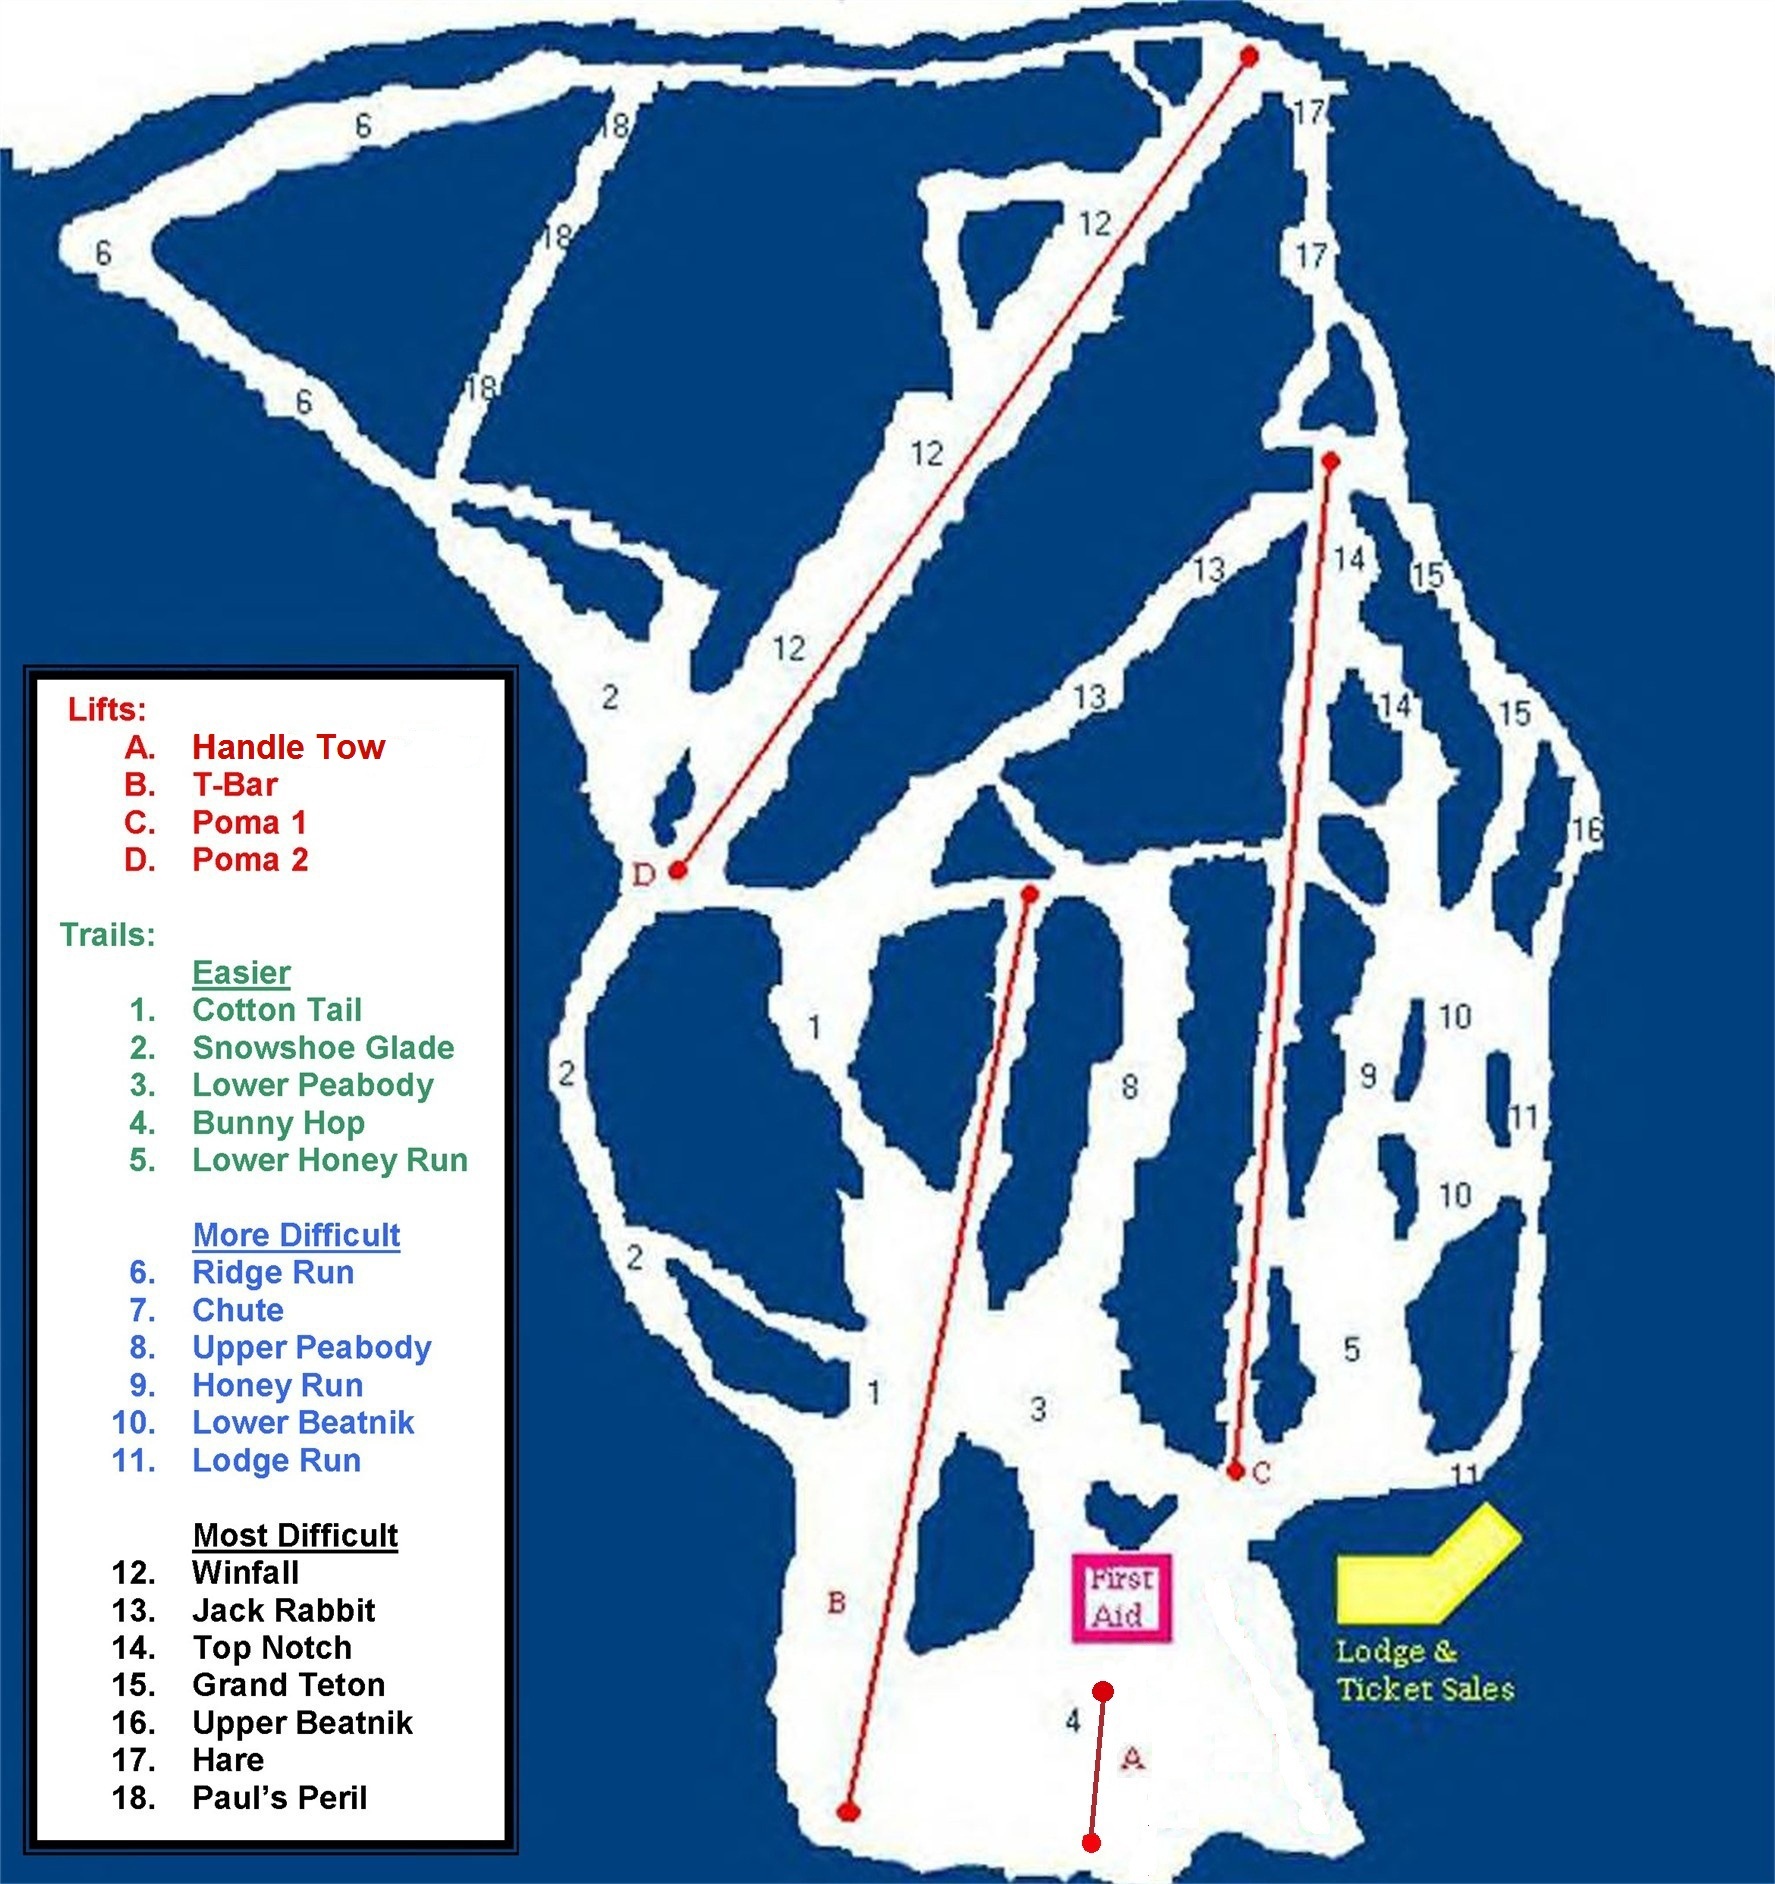 17
6
18
12
6
18
17
18
6
12
13
14
15
12
13
14
15
2
16
D
1
10
2
8
9
11
10
2
5
1
3
C
11
First
Aid
B
Lodge &
Ticket Sales
4
A
Lifts:
A. Handle Tow
B. T-Bar
C. Poma 1
D. Poma 2
Trails:
Easier
1. Cotton Tail
2. Snowshoe Glade
3. Lower Peabody
4. Bunny Hop
5. Lower Honey Run
More Difficult
6. Ridge Run
7. Chute
8. Upper Peabody
9. Honey Run
10. Lower Beatnik
11. Lodge Run
Most Difficult
12. Winfall
13. Jack Rabbit
14. Top Notch
15. Grand Teton
16. Upper Beatnik
17. Hare
18. Paul’s Peril